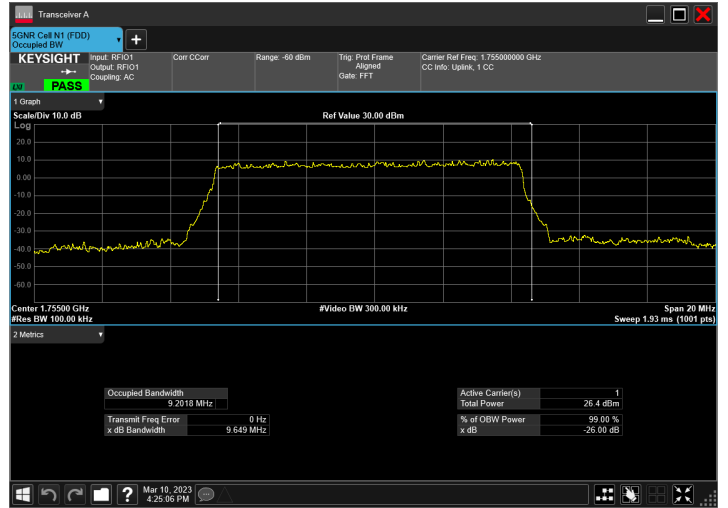 Transceiver A
5GNR Cell N1 (FDD)
Occupied BW
KEYSIGHT
Input: RFIO1
Output: RFIO1
Coupling: AC
Corr CCorr
Range: -60 dBm
Trig: Prot Frame
Aligned
Gate: FFT
Carrier Ref Freq: 1.755000000 GHz
CC Info: Uplink, 1 CC
LXI
PASS
1 Graph
Scale/Div 10.0 dB
Ref Value 30.00 dBm
Log
20.0
10.0
0.00
-10.0
-20.0
-30.0
-40.0
-50.0
-60.0
Center 1.75500 GHz
#Video BW 300.00 kHz
Span 20 MHz
#Res BW 100.00 kHz
Sweep 1.93 ms (1001 pts)
2 Metrics
Occupied Bandwidth
9.2018 MHz
Active Carrier(s) 1
Total Power 26.4 dBm
Transmit Freq Error 0 Hz
x dB Bandwidth 9.649 MHz
% of OBW Power 99.00 %
x dB -26.00 dB
Mar 10, 2023
4:25:06 PM